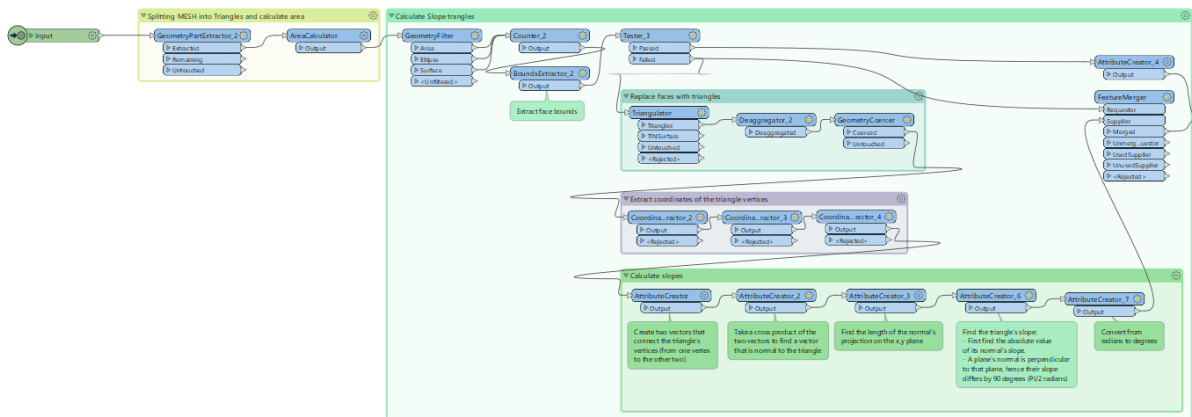 Splitting MESH into Triangles and calculate area
Calculate Slope trangles
Input
GeometryPartExtractor_2
Extracted
Remaining
Untouched
AreaCalculator
Output
GeometryFilter
Area
Ellipse
Surface
<Unfiltered>
Counter_2
Output
BoundsExtractor_2
Output
Extract face bounds
Tester_3
Passed
Failed
AttributeCreator_4
Output
FeatureMerger
Requestor
Supplier
Merged
Unmerg...uestor
UsedSupplier
UnusedSupplier
<Rejected>
Replace faces with triangles
Triangulator
Triangles
TINSurface
Untouched
<Rejected>
Deaggregator_2
Deaggregated
GeometryCoercer
Coerced
Untouched
Extract coordinates of the triangle vertices
Coordina...ractor_2
Output
<Rejected>
Coordina...ractor_3
Output
<Rejected>
Coordina...ractor_4
Output
<Rejected>
Calculate slopes
AttributeCreator
Output
AttributeCreator_2
Output
AttributeCreator_3
Output
AttributeCreator_6
Output
AttributeCreator_7
Output
Create two vectors that
connect the triangle's
vertices (from one vertex
to the other two)
Take a cross product of the
two vectors to find a vector
that is normal to the triangle
Find the length of the normal's
projection on the x,y plane
Find the triangle's slope:
- First find the absolute value
of its normal's slope.
- A plane's normal is perpendicular
to that plane, hence their slope
differs by 90 degrees (PI/2 radians)
Convert from
radians to degrees